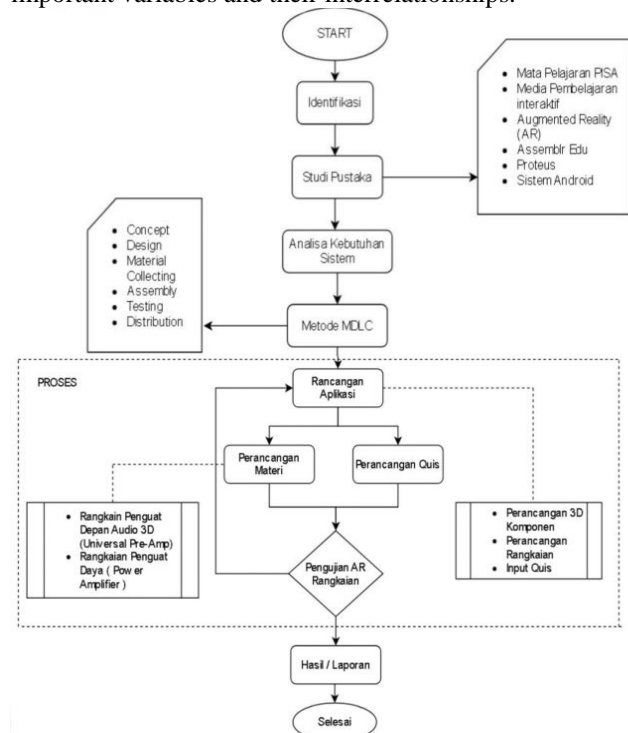 important variables and their interrelationships.
START
Identifikasi
Studi Pustaka
• Mata Pelajaran PISA
• Media Pembelajaran
interaktif
• Augmented Reality
(AR)
• Assemblr Edu
• Proteus
• Sistem Android
Analisa Kebutuhan
Sistem
Metode MDLC
• Concept
• Design
• Material
Collecting
• Assembly
• Testing
• Distribution
PROSES
Rancangan
Aplikasi
Perancangan
Materi
Perancangan Quis
• Rangkain Penguat
Depan Audio 3D
(Universal Pre-Amp)
• Rangkaian Penguat
Daya ( Power
Amplifier )
• Perancangan 3D
Komponen
• Perancangan
Rangkaian
• Input Quis
Pengujian AR
Rangkaian
Hasil / Laporan
Selesai